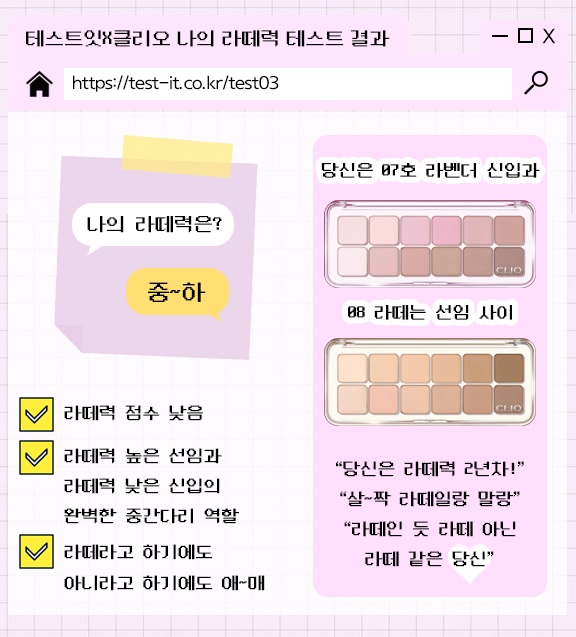 테스트잇X클리오 나의 라떼력 테스트 결과
https://test-it.co.kr/test03
나의 라떼력은?
중~하
라떼력 점수 낮음
라떼력 높은 선임과
라떼력 낮은 신입의
완벽한 중간다리 역할
라떼라고 하기에도
아니라고 하기에도 애~매
당신은 07호 라벤더 신입과
CLIO
08 라떼는 선임 사이
CLIO
“당신은 라떼력 2년차!”
“살~짝 라떼일랑 말랑”
“라떼인 듯 라떼 아닌
라떼 같은 당신”